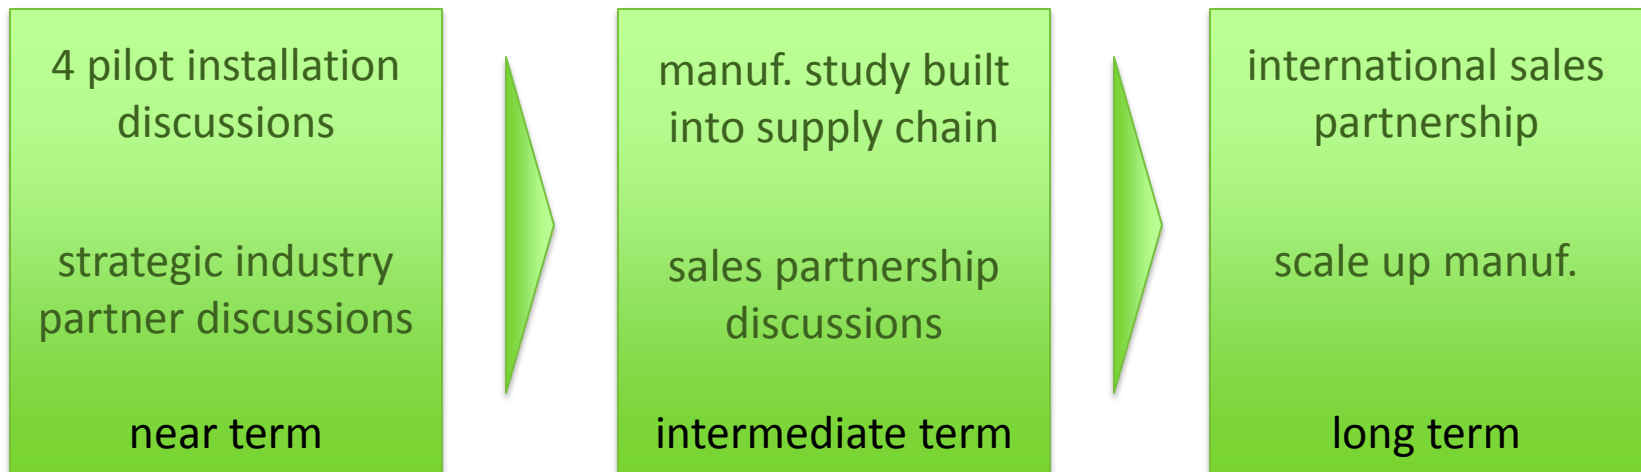 4 pilot installation
discussions
strategic industry
partner discussions
near term
manuf. study built
into supply chain
sales partnership
discussions
intermediate term
international sales
partnership
scale up manuf.
long term